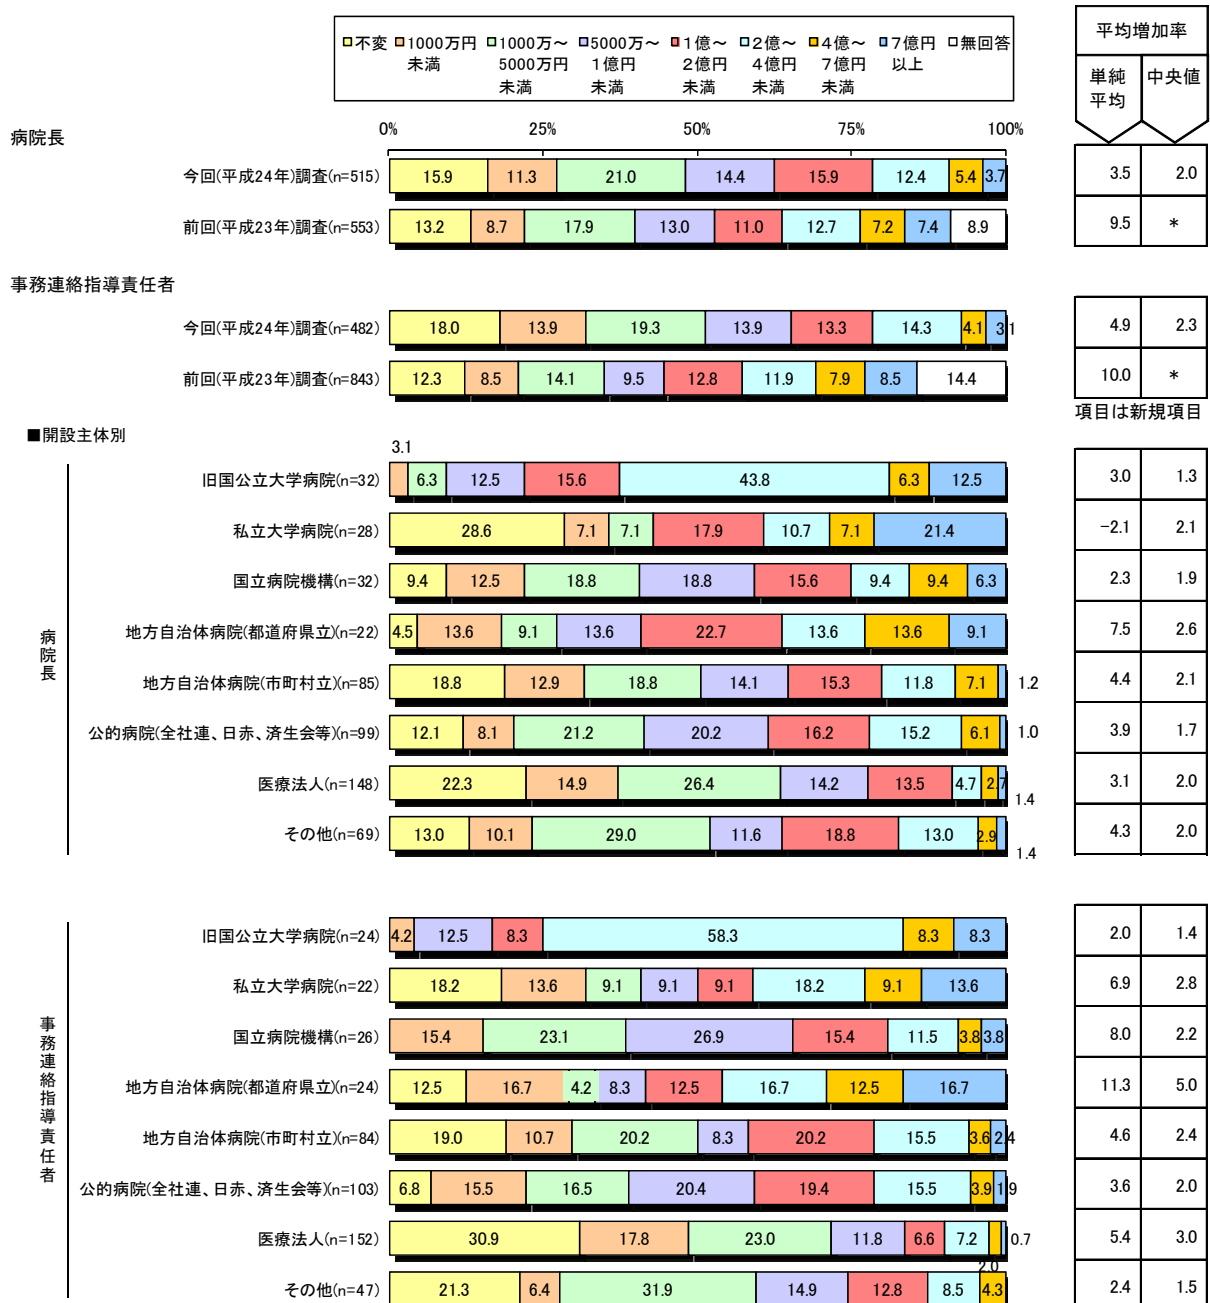 不変 1000万円 1000万～ 5000万～ 1億～ 2億～ 4億～ 7億円 無回答
未満 5000万円 1億円 2億円 4億円 7億円 以上
未満 未満 未満 未満 未満
平均増加率
単純 中央値
平均
0% 25% 50% 75% 100%
病院長
今回(平成24年)調査(n=515) 15.9 11.3 21.0 14.4 15.9 12.4 5.4 3.7 3.5 2.0
前回(平成23年)調査(n=553) 13.2 8.7 17.9 13.0 11.0 12.7 7.2 7.4 8.9 9.5 *
事務連絡指導責任者
今回(平成24年)調査(n=482) 18.0 13.9 19.3 13.9 13.3 14.3 4.1 3.1 4.9 2.3
前回(平成23年)調査(n=843) 12.3 8.5 14.1 9.5 12.8 11.9 7.9 8.5 14.4 10.0 *
項目は新規項目
■開設主体別
病院長
旧国公立大学病院(n=32) 3.1 6.3 12.5 15.6 43.8 6.3 12.5 3.0 1.3
私立大学病院(n=28) 28.6 7.1 7.1 17.9 10.7 7.1 21.4 -2.1 2.1
国立病院機構(n=32) 9.4 12.5 18.8 18.8 15.6 9.4 9.4 6.3 2.3 1.9
地方自治体病院(都道府県立)(n=22) 4.5 13.6 9.1 13.6 22.7 13.6 13.6 9.1 7.5 2.6
地方自治体病院(市町村立)(n=85) 18.8 12.9 18.8 14.1 15.3 11.8 7.1 1.2 4.4 2.1
公的病院(全社連、日赤、済生会等)(n=99) 12.1 8.1 21.2 20.2 16.2 15.2 6.1 1.0 3.9 1.7
医療法人(n=148) 22.3 14.9 26.4 14.2 13.5 4.7 2.7 1.4 3.1 2.0
その他(n=69) 13.0 10.1 29.0 11.6 18.8 13.0 2.9 1.4 4.3 2.0
事務連絡指導責任者
旧国公立大学病院(n=24) 4.2 12.5 8.3 58.3 8.3 8.3 2.0 1.4
私立大学病院(n=22) 18.2 13.6 9.1 9.1 9.1 18.2 9.1 13.6 6.9 2.8
国立病院機構(n=26) 15.4 23.1 26.9 15.4 11.5 3.8 3.8 8.0 2.2
地方自治体病院(都道府県立)(n=24) 12.5 16.7 4.2 8.3 12.5 16.7 12.5 16.7 11.3 5.0
地方自治体病院(市町村立)(n=84) 19.0 10.7 20.2 8.3 20.2 15.5 3.6 2.4 4.6 2.4
公的病院(全社連、日赤、済生会等)(n=103) 6.8 15.5 16.5 20.4 19.4 15.5 3.9 1.9 3.6 2.0
医療法人(n=152) 30.9 17.8 23.0 11.8 6.6 7.2 2.0 0.7 5.4 3.0
その他(n=47) 21.3 6.4 31.9 14.9 12.8 8.5 4.3 2.4 1.5